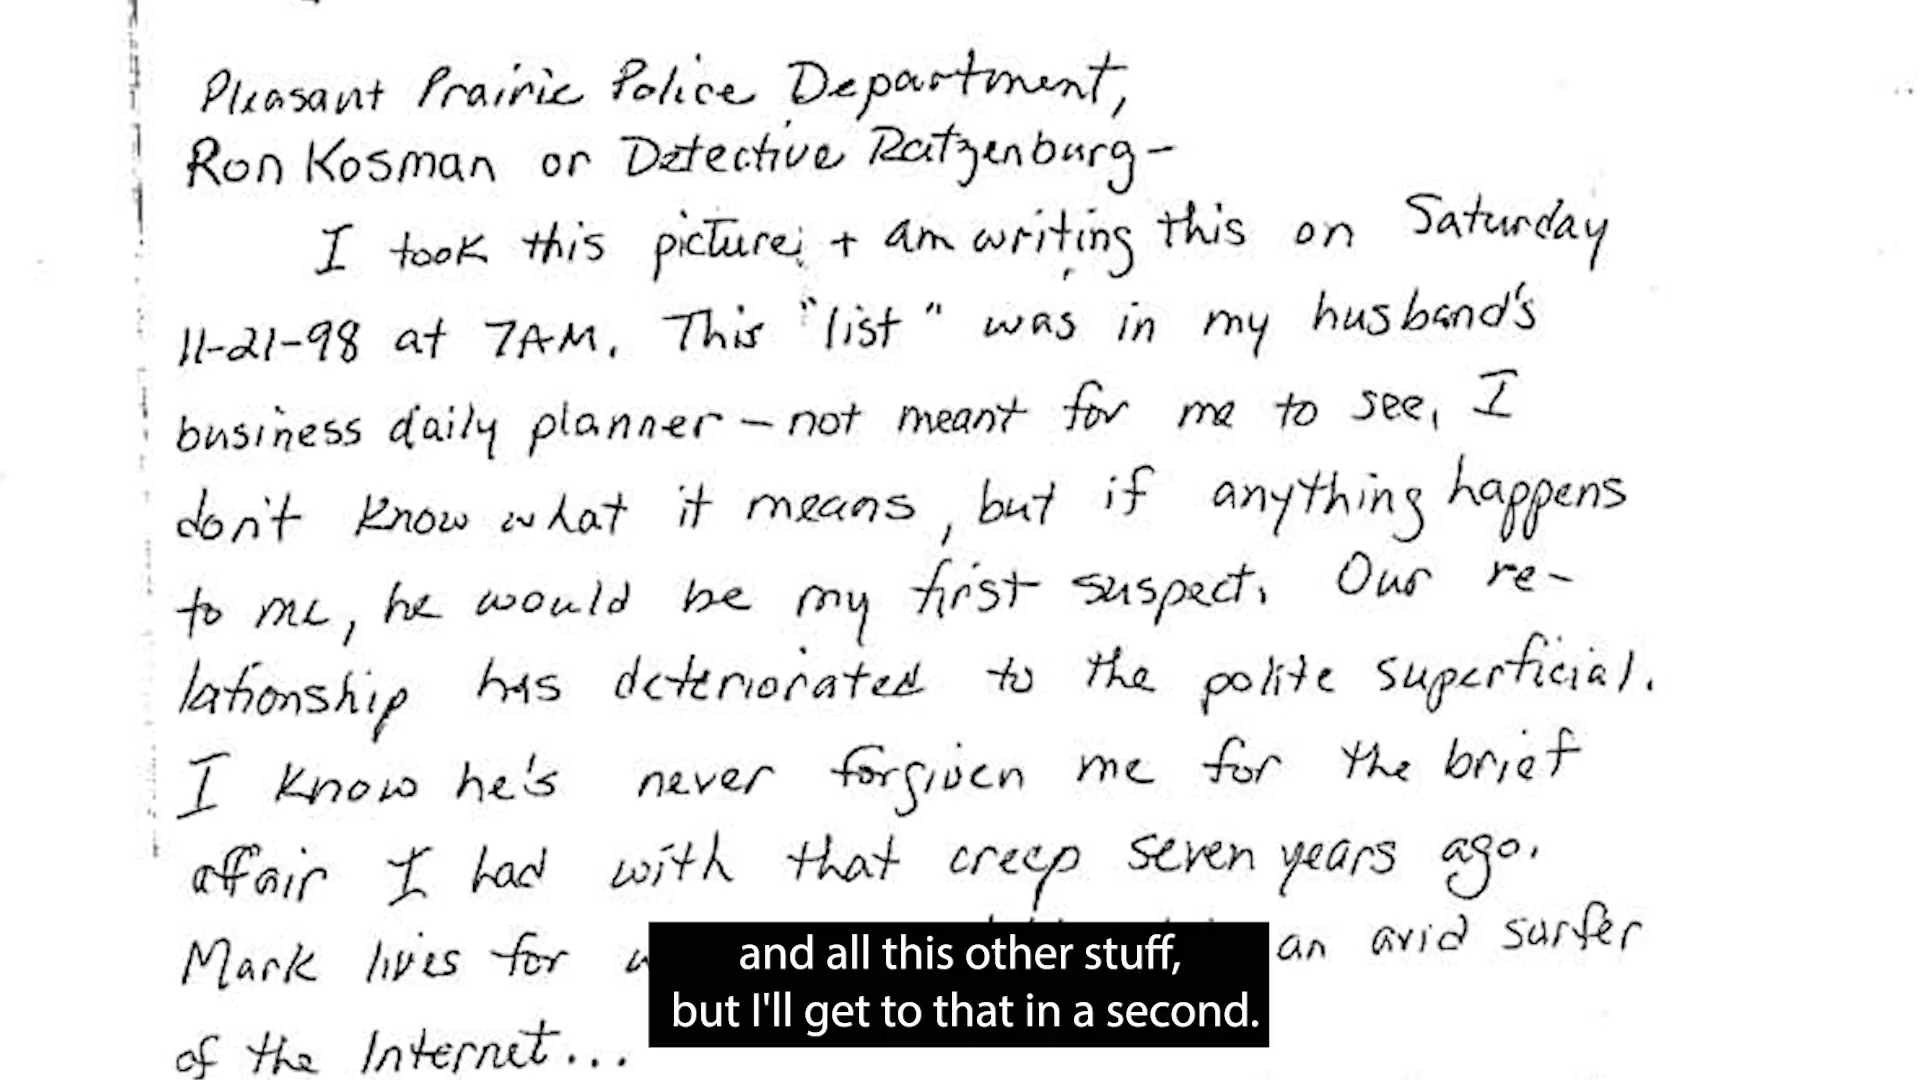 Pleasant Prairie Police Department,
Ron Kosman or Detective Ratzenburg-
I took this picture + am writing this on Saturday
11-21-98 at 7AM. This "list" was in my husband's
business daily planner - not meant for me to see. I
don't know what it means, but if anything happens
to me, he would be my first suspect. Our re-
lationship has deteriorated to the polite superficial.
I know he's never forgiven me for the brief
affair I had with that creep seven years ago.
Mark lives for an avid surfer
of the Internet...
and all this other stuff,
but I'll get to that in a second.